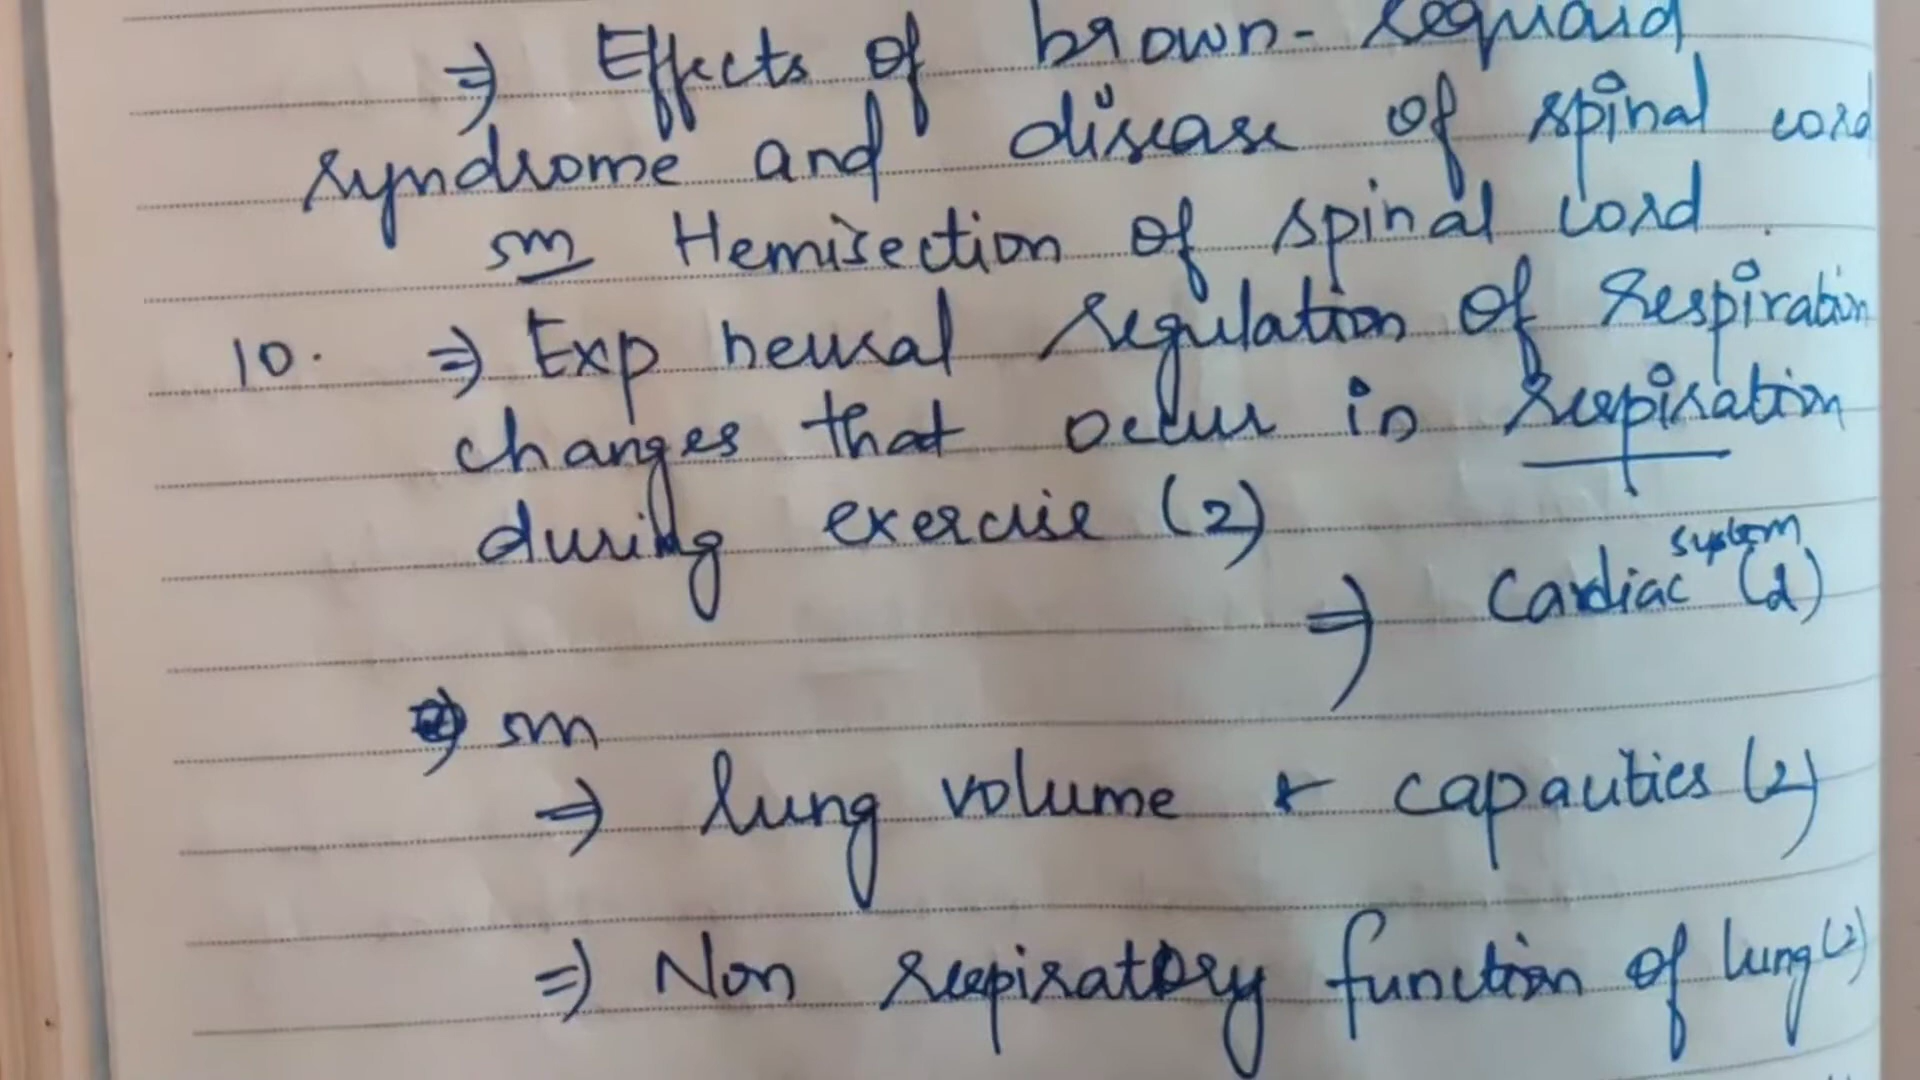 ⇒ Effects of brown-sequard
syndrome and disease of spinal cord
sm Hemisection of spinal cord.
10. ⇒ Exp neural regulation of respiration
changes that occur in respiration
during exercise (2)
⇒ Cardiac system (2)
⇒ sm
⇒ lung volume & capacities (2)
⇒ Non respiratory function of lung (2)